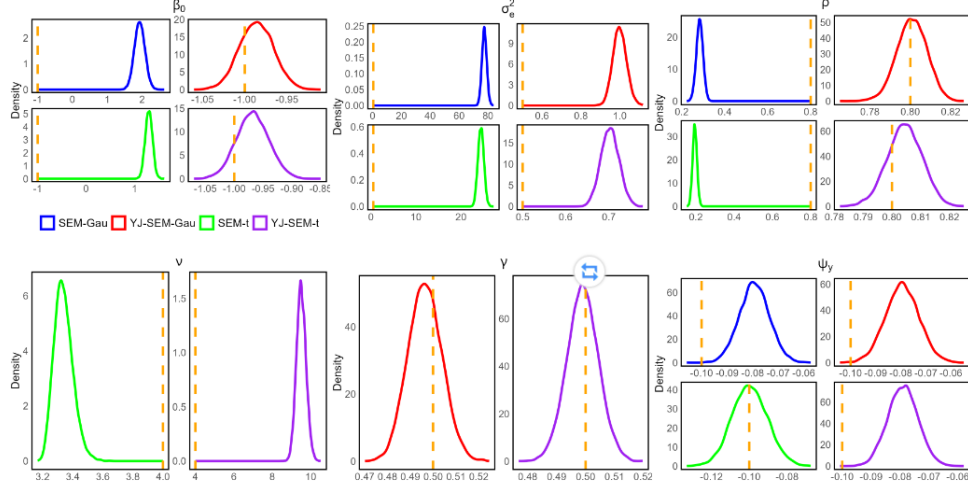 β₀
σ²ₑ
ρ
Density
2
1
0
-1 0 1 2
20
15
10
5
0
-1.05 -1.00 -0.95
5
4
3
2
1
0
-1 0 1
15
10
5
0
-1.05 -1.00 -0.95 -0.90 -0.85
Density
0.25
0.20
0.15
0.10
0.05
0.00
0 20 40 60 80
9
6
3
0
0.6 0.8 1.0
0.6
0.4
0.2
0.0
0 10 20
15
12
9
6
3
0
0.5 0.6 0.7
Density
20
10
0
0.2 0.4 0.6 0.8
50
40
30
20
10
0
0.78 0.80 0.82
30
20
10
0
0.2 0.4 0.6 0.8
60
40
20
0
0.78 0.79 0.80 0.81 0.82
SEM-Gau YJ-SEM-Gau SEM-t YJ-SEM-t
ν
γ
ψ_y
Density
6
4
2
0
3.2 3.4 3.6 3.8 4.0
1.5
1.0
0.5
0.0
4 6 8 10
Density
40
20
0
0.47 0.48 0.49 0.50 0.51 0.52
60
40
20
0
0.48 0.49 0.50 0.51 0.52
Density
60
40
20
0
-0.10 -0.09 -0.08 -0.07 -0.06
60
40
20
0
-0.10 -0.09 -0.08 -0.07 -0.06
40
30
20
10
0
-0.12 -0.10 -0.08
60
40
20
0
-0.10 -0.09 -0.08 -0.07 -0.06